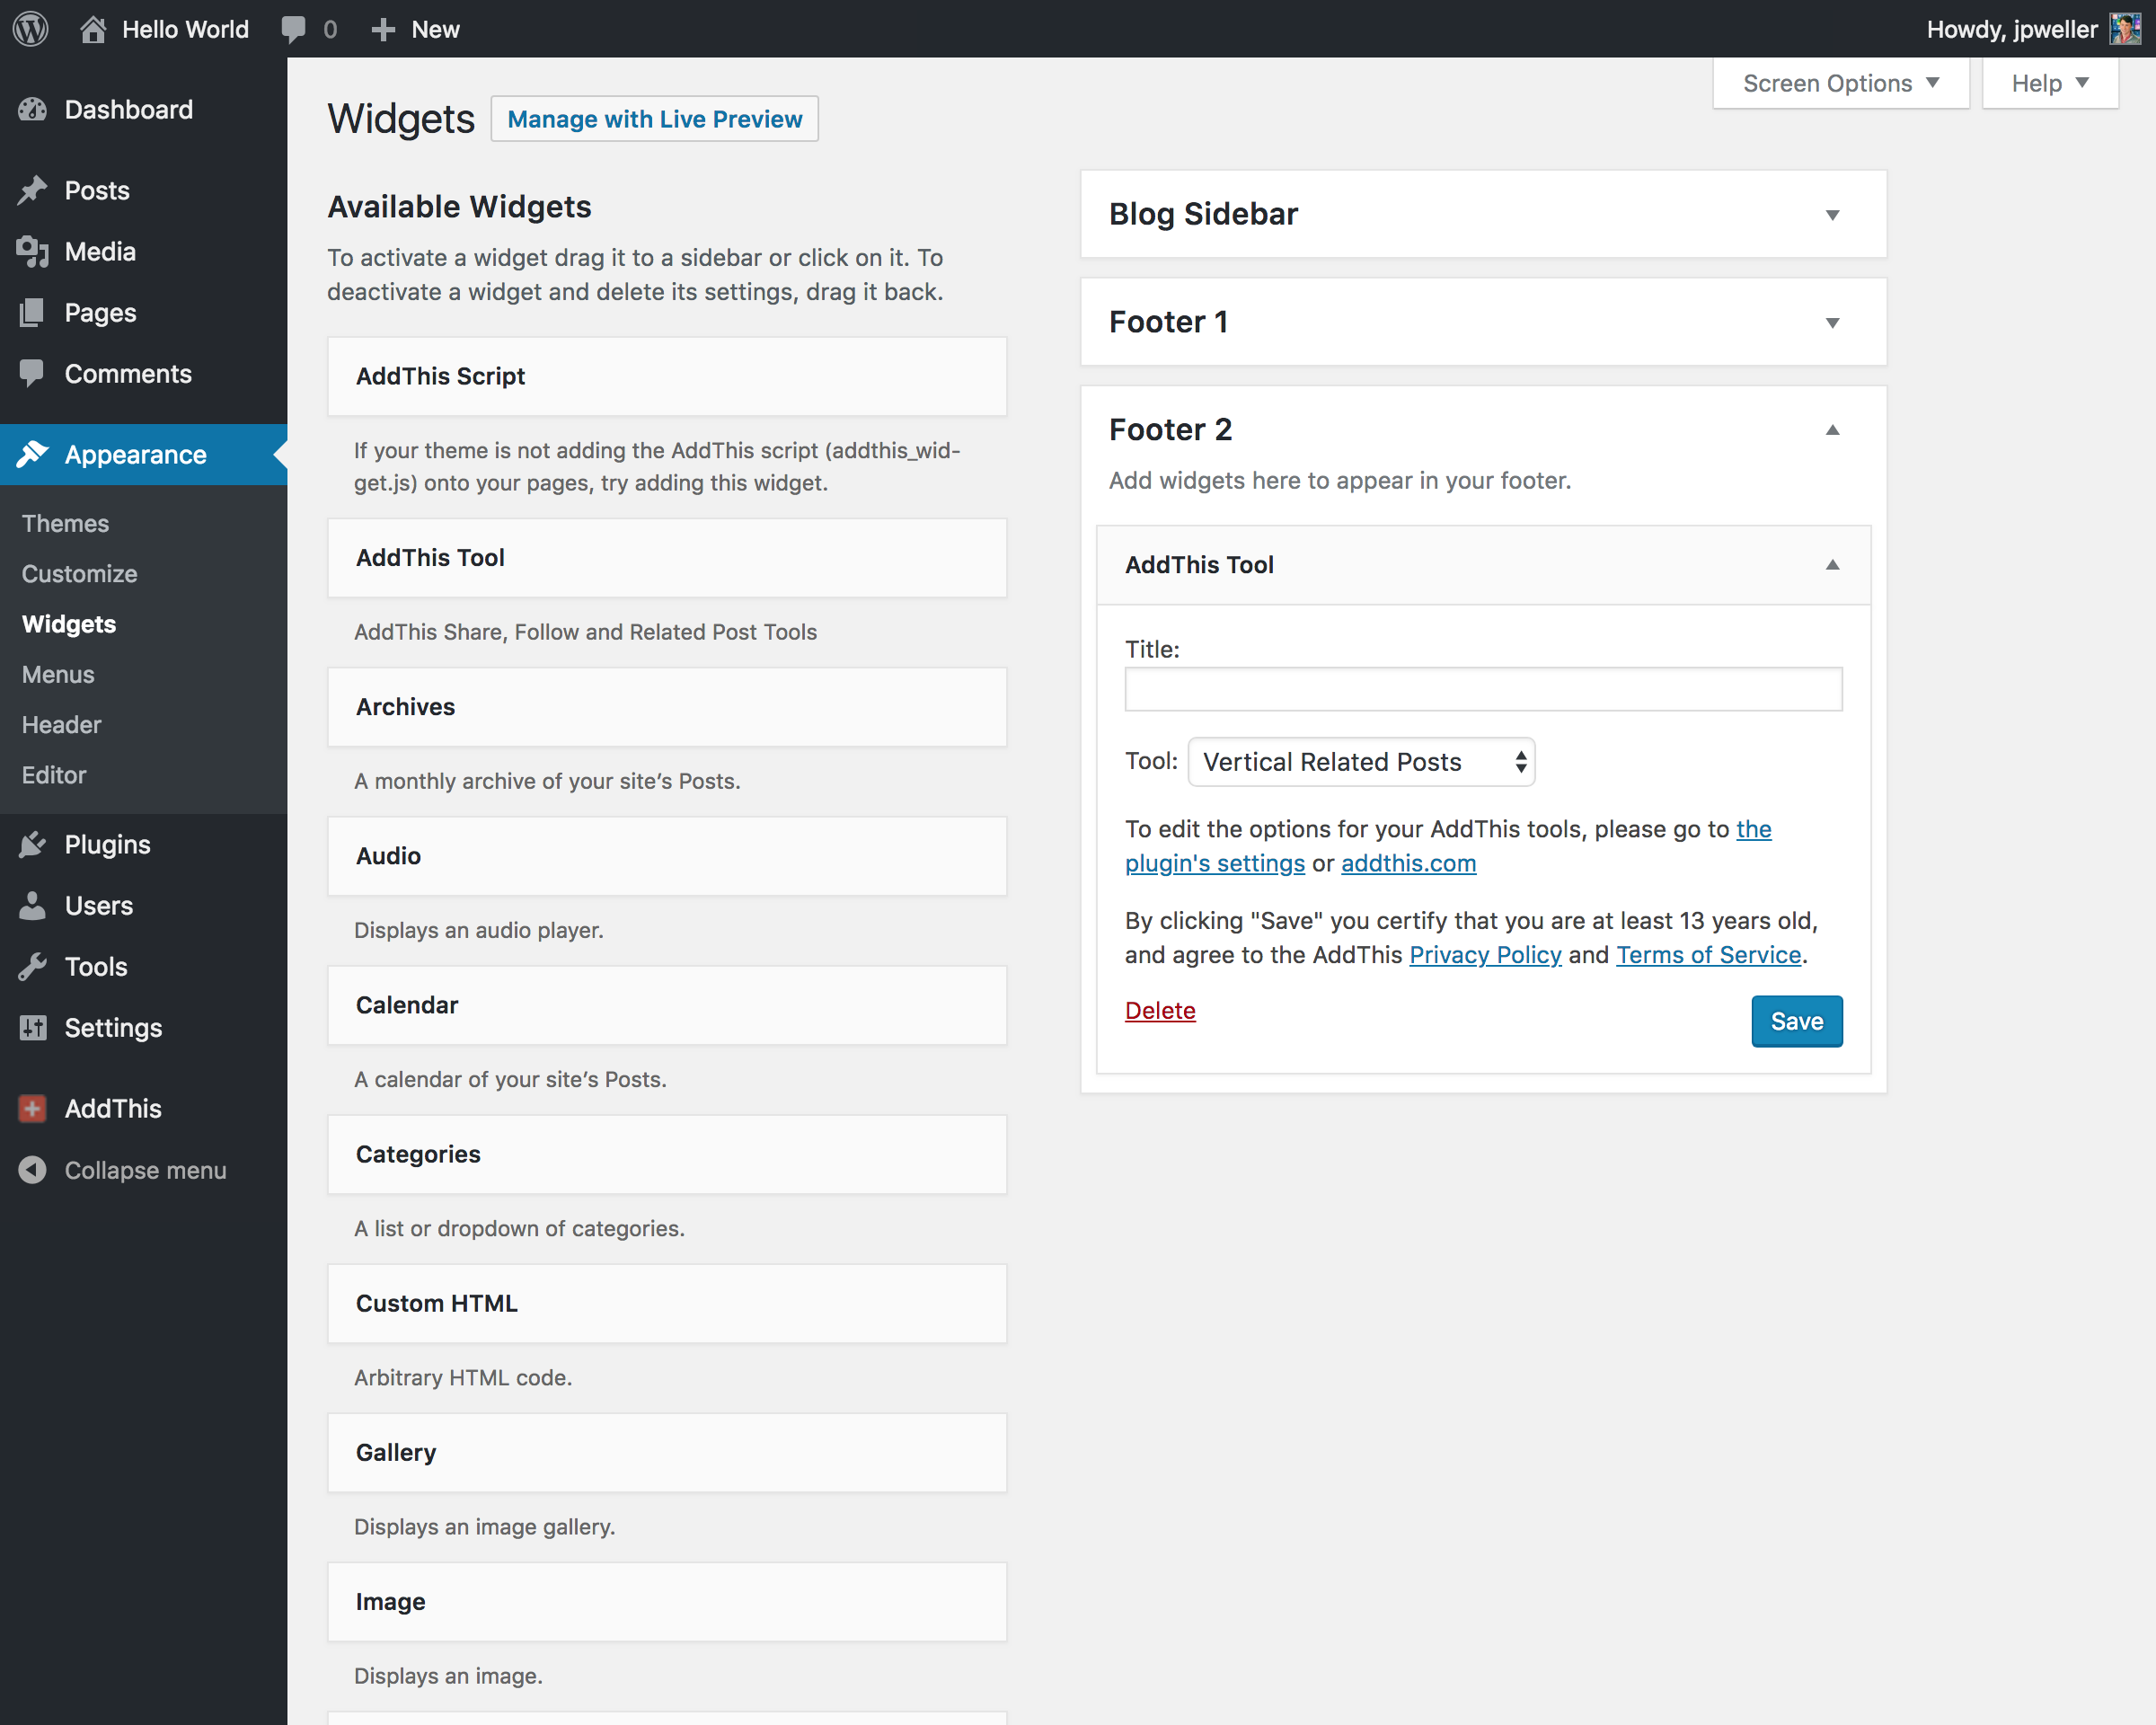 Hello World
0
New
Howdy, jpweller
Dashboard
Posts
Media
Pages
Comments
Appearance
Themes
Customize
Widgets
Menus
Header
Editor
Plugins
Users
Tools
Settings
AddThis
Collapse menu
Screen Options
Help
Widgets
Manage with Live Preview
Available Widgets
To activate a widget drag it to a sidebar or click on it. To
deactivate a widget and delete its settings, drag it back.
AddThis Script
If your theme is not adding the AddThis script (addthis_wid-
get.js) onto your pages, try adding this widget.
AddThis Tool
AddThis Share, Follow and Related Post Tools
Archives
A monthly archive of your site’s Posts.
Audio
Displays an audio player.
Calendar
A calendar of your site’s Posts.
Categories
A list or dropdown of categories.
Custom HTML
Arbitrary HTML code.
Gallery
Displays an image gallery.
Image
Displays an image.
Blog Sidebar
Footer 1
Footer 2
Add widgets here to appear in your footer.
AddThis Tool
Title:
Tool: Vertical Related Posts
To edit the options for your AddThis tools, please go to the
plugin's settings or addthis.com
By clicking "Save" you certify that you are at least 13 years old,
and agree to the AddThis Privacy Policy and Terms of Service.
Delete
Save